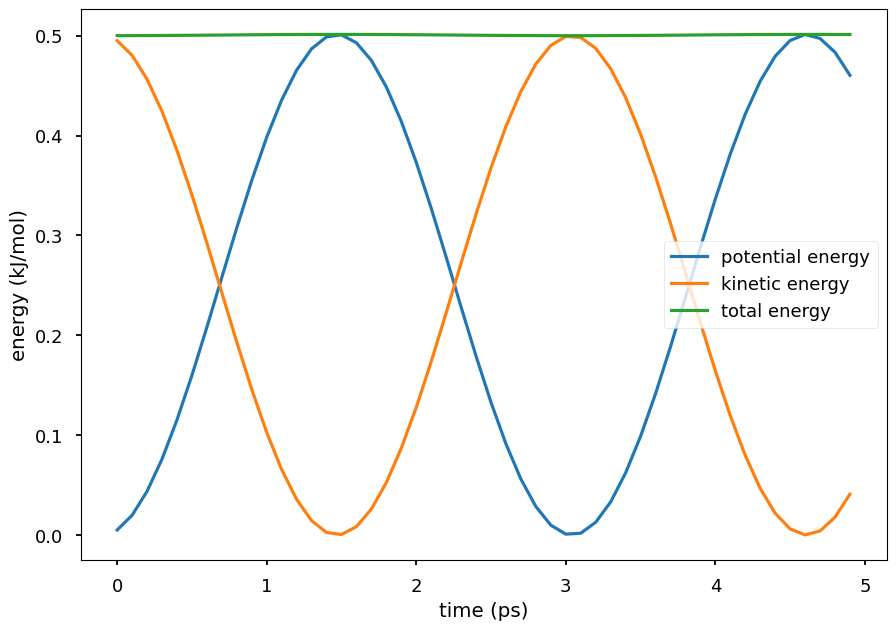 0.5
0.4
0.3
0.2
0.1
0.0
energy (kJ/mol)
potential energy
kinetic energy
total energy
0 1 2 3 4 5
time (ps)